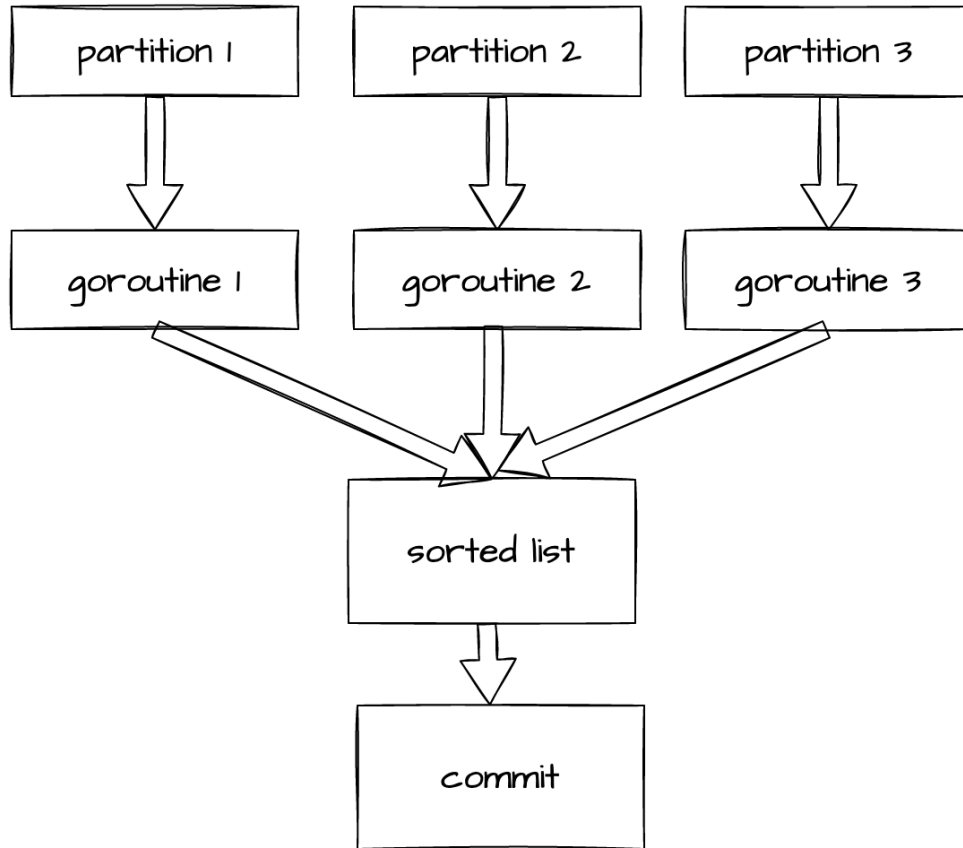 partition 1
partition 2
partition 3
goroutine 1
goroutine 2
goroutine 3
sorted list
commit